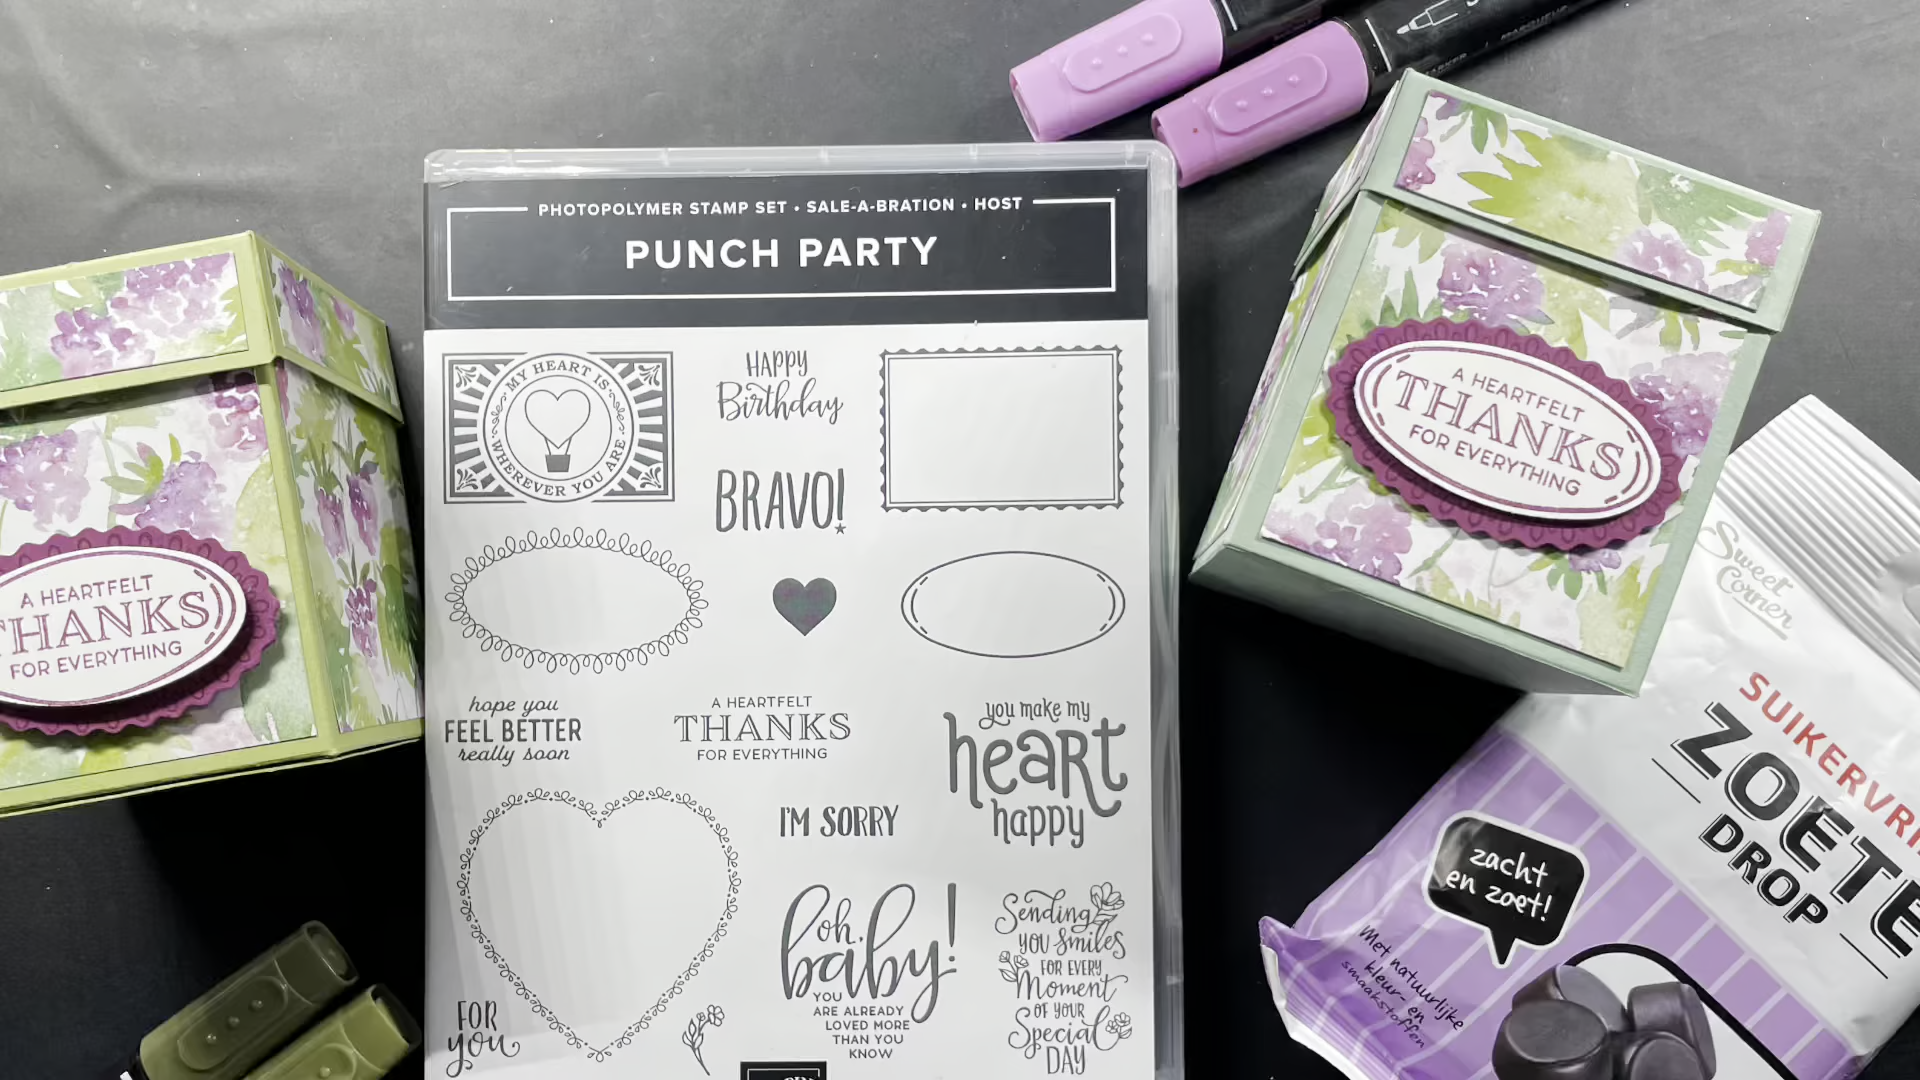 PHOTOPOLYMER STAMP SET • SALE-A-BRATION • HOST
PUNCH PARTY
MY HEART IS
WHEREVER YOU ARE
HAPPY
Birthday
BRAVO!
hope you
FEEL BETTER
really soon
A HEARTFELT
THANKS
FOR EVERYTHING
you make my
heart
happy
I'M SORRY
FOR
you
oh,
baby!
YOU
ARE ALREADY
LOVED MORE
THAN YOU
KNOW
Sending
you smiles
FOR EVERY
Moment
OF YOUR
Special
DAY
A HEARTFELT
THANKS
FOR EVERYTHING
A HEARTFELT
THANKS
FOR EVERYTHING
MARKER | MARQUEUR
Sweet
Corner
SUIKERVRI
ZOETE
DROP
zacht
en zoet!
Met natuurlijke
kleur- en
smaakstoffen